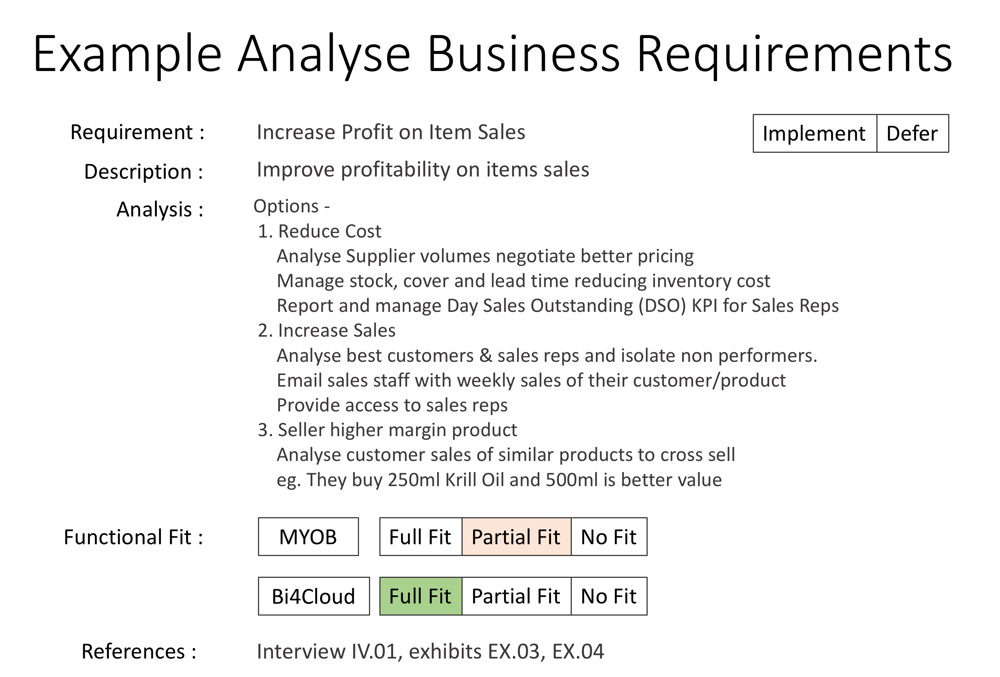 Example Analyse Business Requirements
Requirement : Increase Profit on Item Sales Implement Defer
Description : Improve profitability on items sales
Analysis : Options -
1. Reduce Cost
Analyse Supplier volumes negotiate better pricing
Manage stock, cover and lead time reducing inventory cost
Report and manage Day Sales Outstanding (DSO) KPI for Sales Reps
2. Increase Sales
Analyse best customers & sales reps and isolate non performers.
Email sales staff with weekly sales of their customer/product
Provide access to sales reps
3. Seller higher margin product
Analyse customer sales of similar products to cross sell
eg. They buy 250ml Krill Oil and 500ml is better value
Functional Fit : MYOB Full Fit Partial Fit No Fit
Bi4Cloud Full Fit Partial Fit No Fit
References : Interview IV.01, exhibits EX.03, EX.04